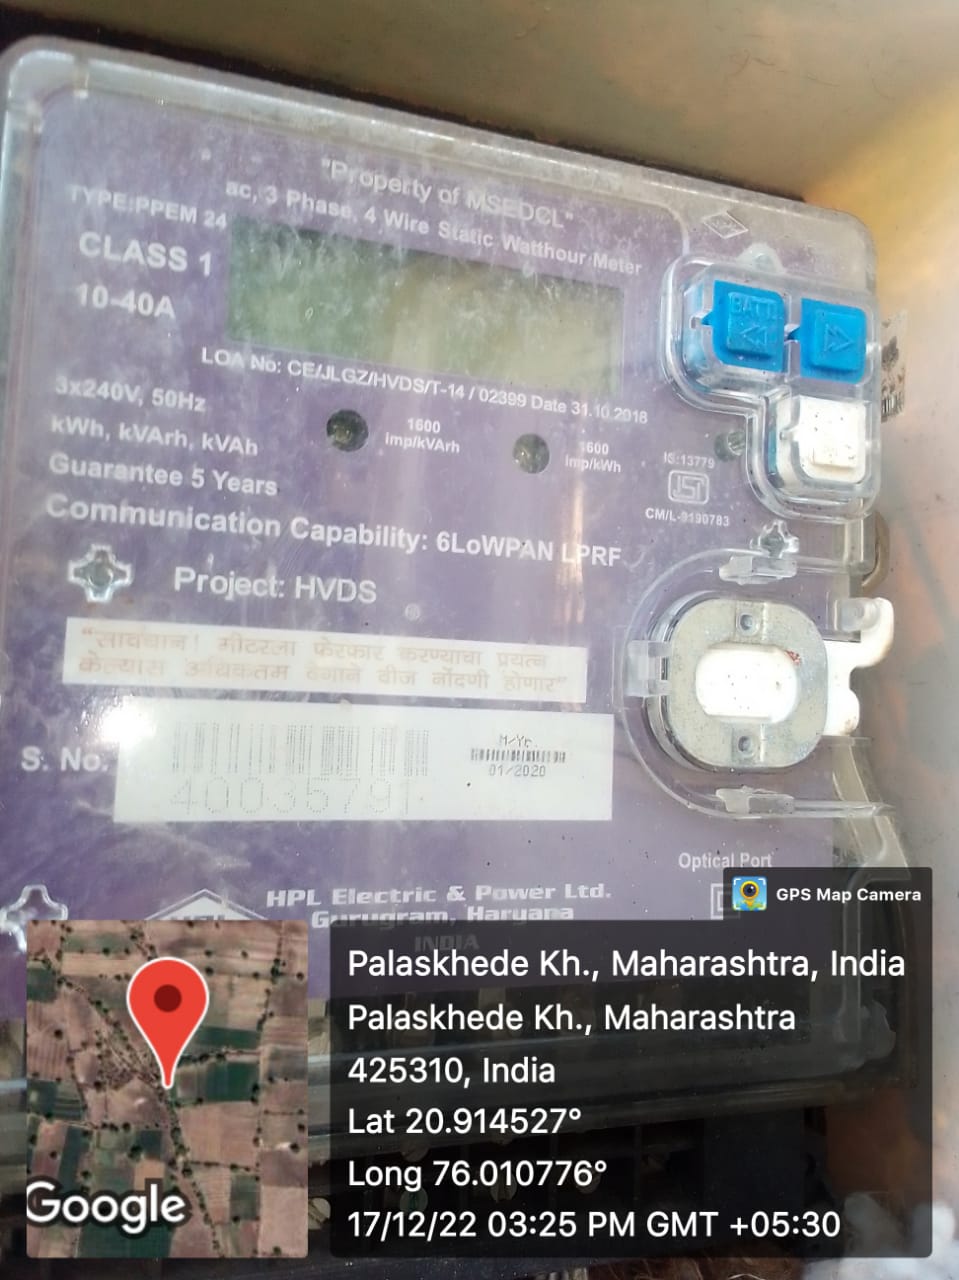 "Property of MSEDCL"
ac, 3 Phase, 4 Wire Static Watthour Meter
TYPE:PPEM 24
CLASS 1
10-40A
LOA No: CE/JLGZ/HVDS/T-14 / 02399 Date 31.10.2018
3x240V, 50Hz
kWh, kVArh, kVAh
Guarantee 5 Years
Communication Capability: 6LoWPAN LPRF
Project: HVDS
1600
imp/kVArh
1600
imp/kWh
IS:13779
ISI
CM/L-9190783
BATT
"सावधान! मीटरला फेरफार करण्याचा प्रयत्न
केल्यास अधिकतम वेगाने वीज नोंदणी होणार"
S. No.
40035791
M/Yr.
01/2020
Optical Port
HPL Electric & Power Ltd.
Gurugram, Haryana
INDIA
GPS Map Camera
Palaskhede Kh., Maharashtra, India
Palaskhede Kh., Maharashtra
425310, India
Lat 20.914527°
Long 76.010776°
17/12/22 03:25 PM GMT +05:30
Google